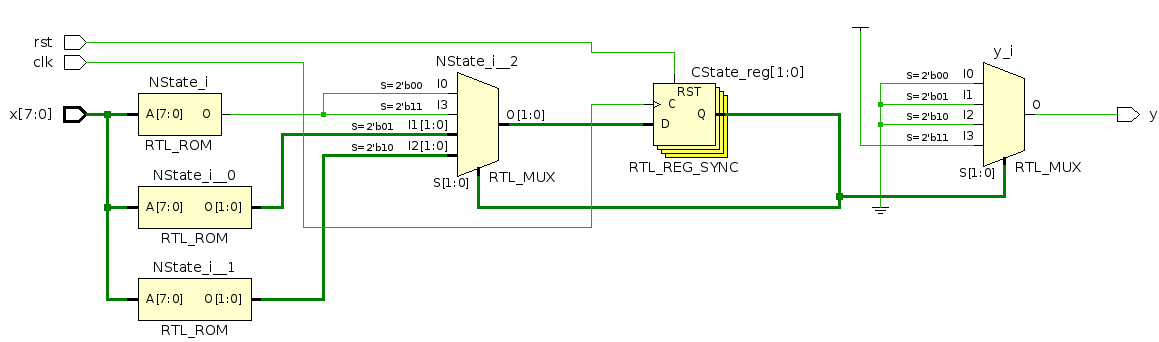 rst
clk
x[7:0]
NState_i
A[7:0] O
RTL_ROM
NState_i__0
A[7:0] O[1:0]
RTL_ROM
NState_i__1
A[7:0] O[1:0]
RTL_ROM
NState_i__2
S=2'b00 I0
S=2'b11 I3
S=2'b01 I1[1:0]
S=2'b10 I2[1:0]
S[1:0]
O[1:0]
RTL_MUX
CState_reg[1:0]
RST
C
D
Q
RTL_REG_SYNC
y_i
S=2'b00 I0
S=2'b01 I1
S=2'b10 I2
S=2'b11 I3
S[1:0]
O
RTL_MUX
y